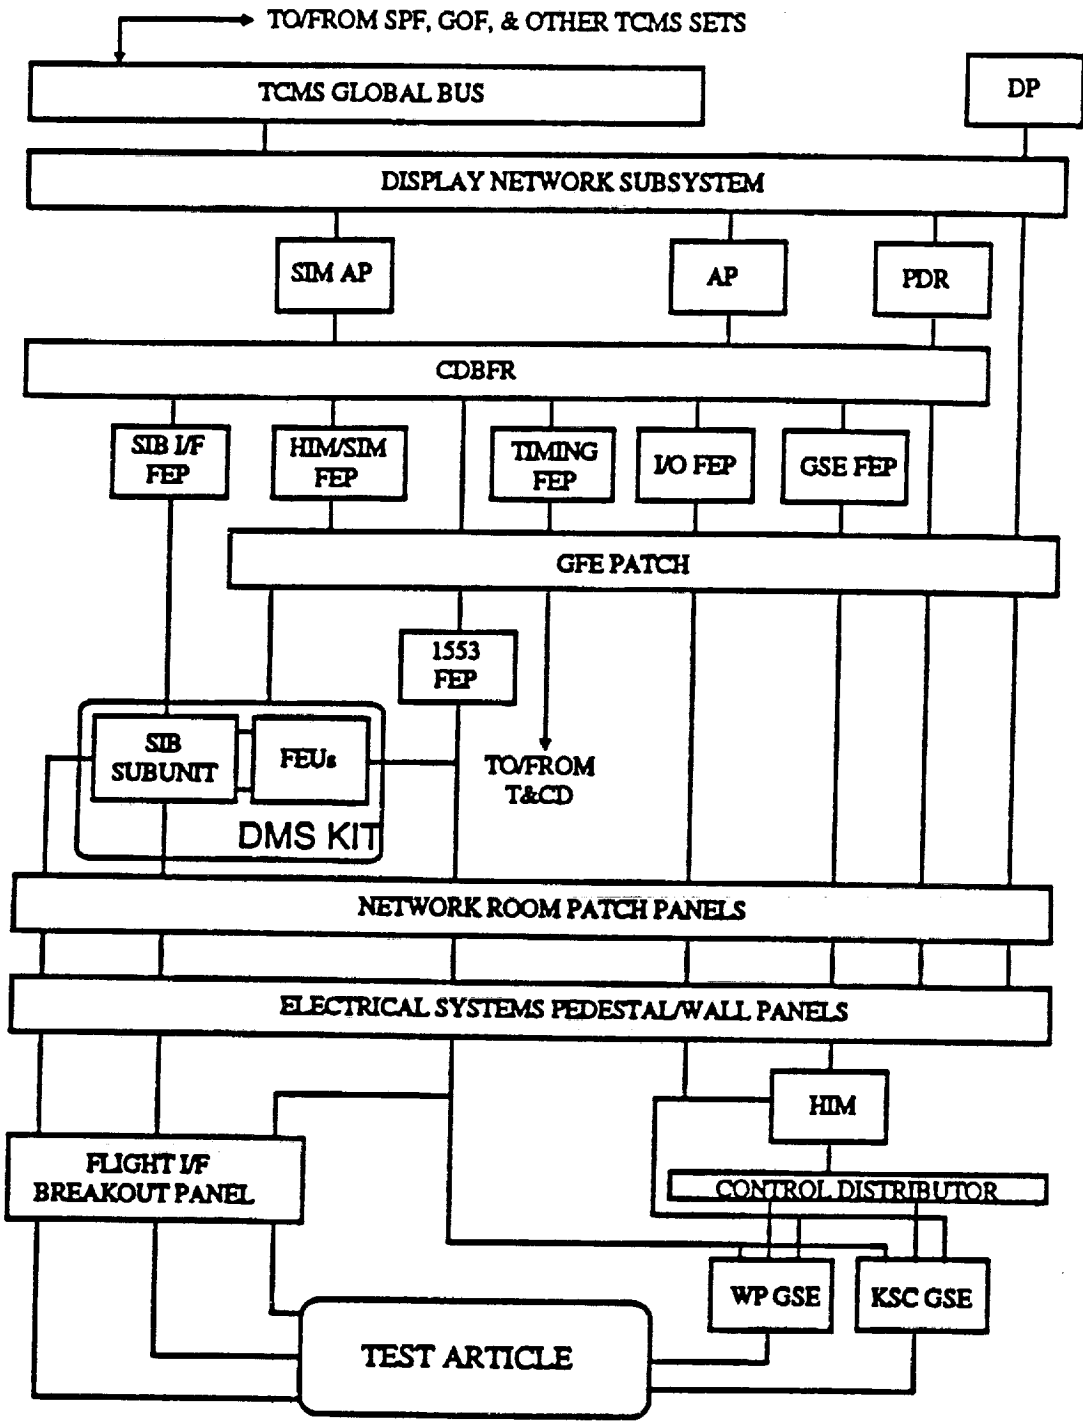 TO/FROM SPF, GOF, & OTHER TCMS SETS
TCMS GLOBAL BUS
DP
DISPLAY NETWORK SUBSYSTEM
SIM AP
AP
PDR
CDBFR
SIB I/F
FEP
HIM/SIM
FEP
TIMING
FEP
I/O FEP
GSE FEP
GFE PATCH
1553
FEP
SIB
SUBUNIT
FEUs
DMS KIT
TO/FROM
T&CD
NETWORK ROOM PATCH PANELS
ELECTRICAL SYSTEMS PEDESTAL/WALL PANELS
HIM
FLIGHT I/F
BREAKOUT PANEL
CONTROL DISTRIBUTOR
WP GSE
KSC GSE
TEST ARTICLE